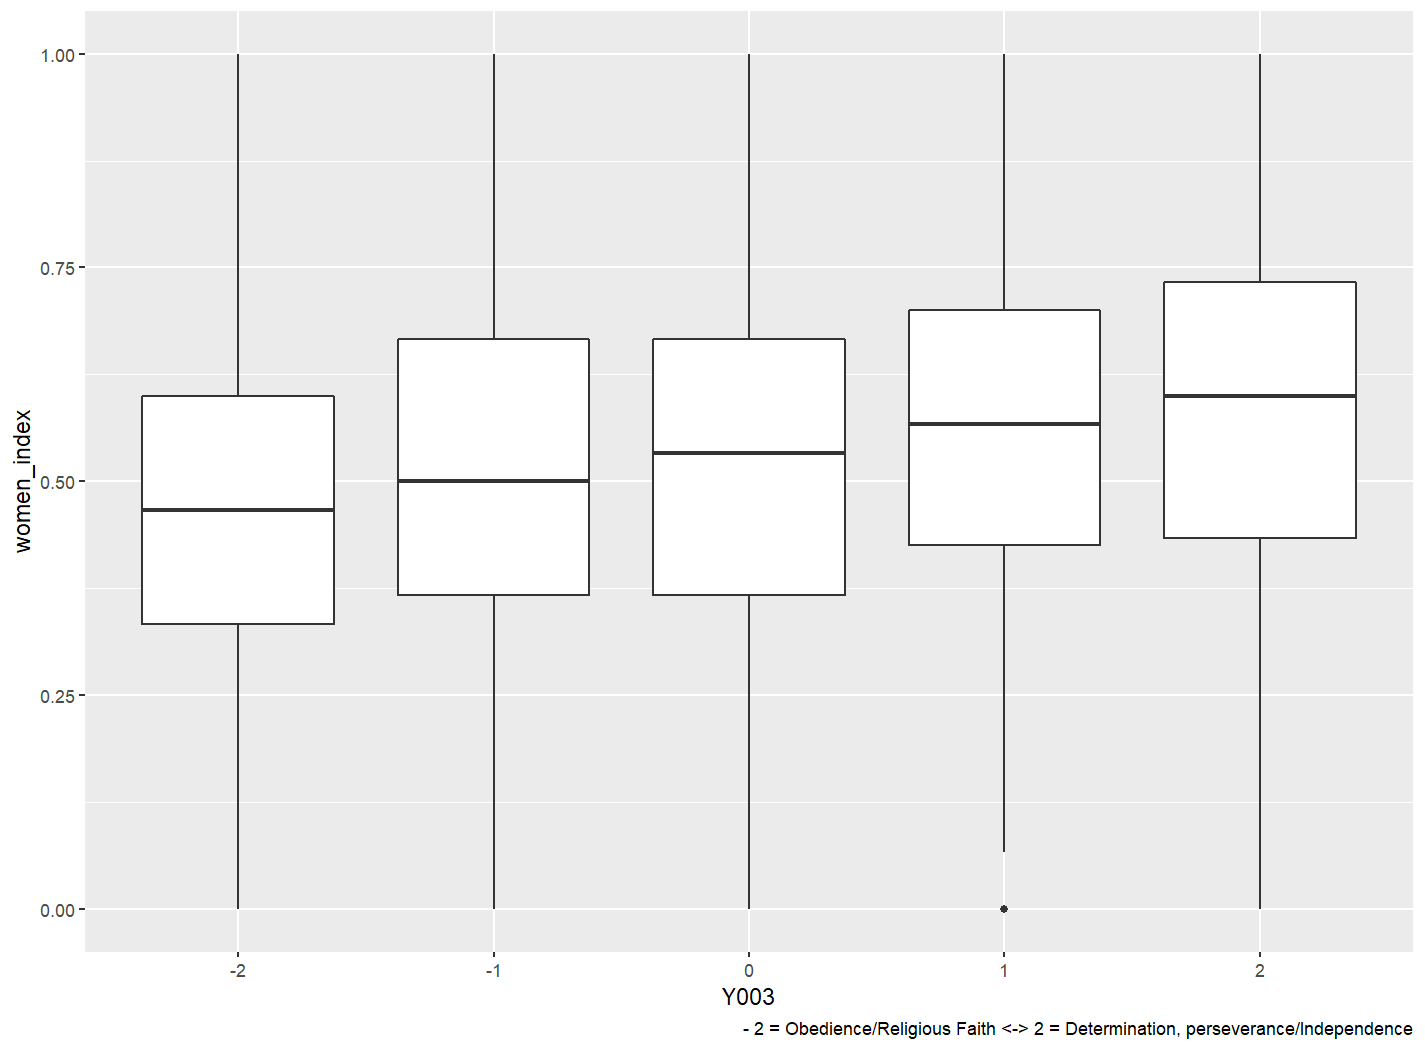 women_index
1.00
0.75
0.50
0.25
0.00
-2 -1 0 1 2
Y003
- 2 = Obedience/Religious Faith <-> 2 = Determination, perseverance/Independence